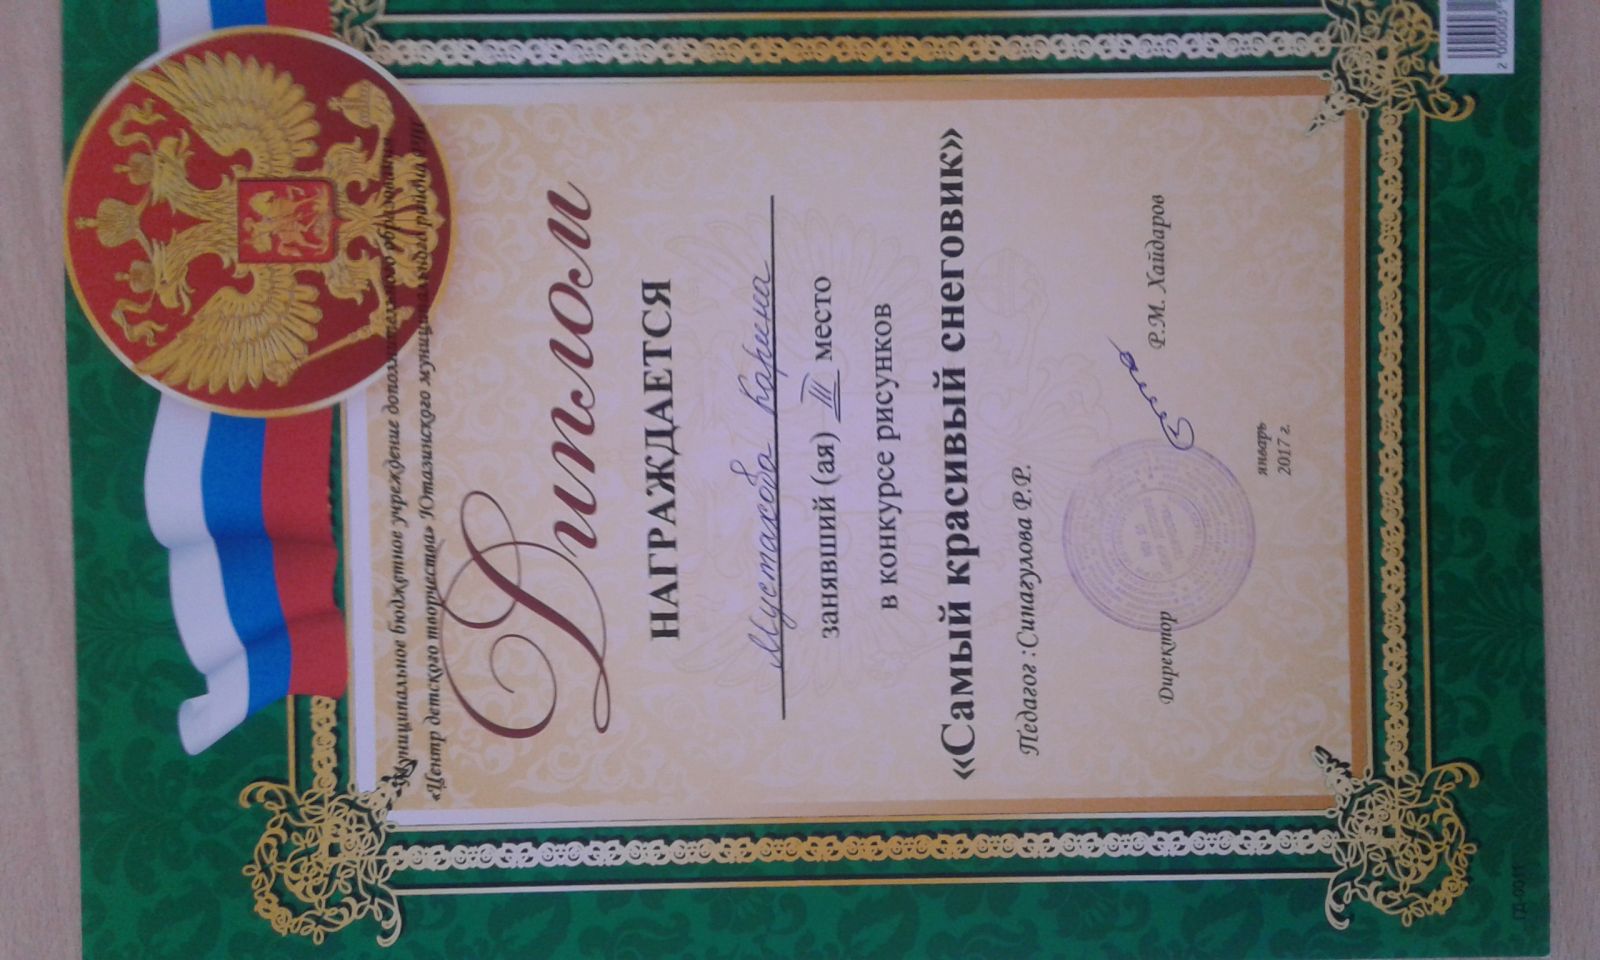 Муниципальное бюджетное учреждение дополнительного образования
«Центр детского творчества» Ютазинского муниципального района РТ
Диплом
НАГРАЖДАЕТСЯ
Мустакова Карина
занявший (ая) III место
в конкурсе рисунков
«Самый красивый снеговик»
Педагог :Синагулова Р.Р.
Директор Р.М. Хайдаров
январь
2017 г.